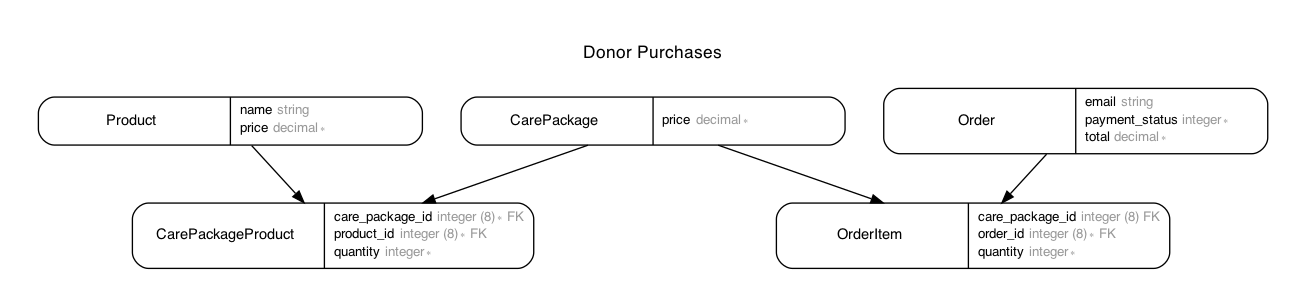 Donor Purchases
Product
name string
price decimal∗
CarePackage
price decimal∗
Order
email string
payment_status integer∗
total decimal∗
CarePackageProduct
care_package_id integer (8)∗ FK
product_id integer (8)∗ FK
quantity integer∗
OrderItem
care_package_id integer (8) FK
order_id integer (8)∗ FK
quantity integer∗